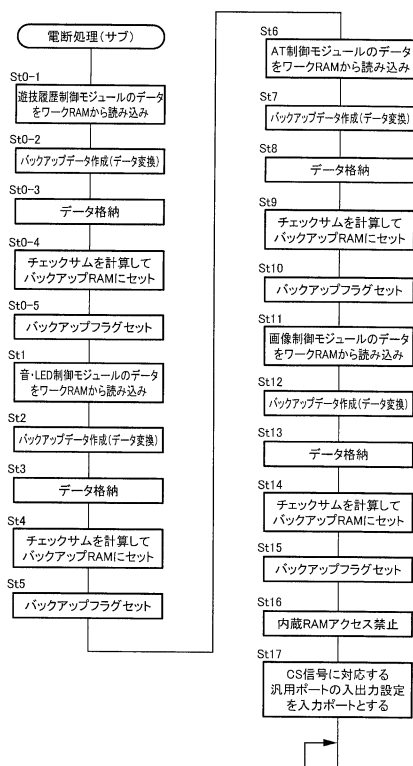 電断処理(サブ)
St0-1
遊技履歴制御モジュールのデータ
をワークRAMから読み込み
St0-2
バックアップデータ作成(データ変換)
St0-3
データ格納
St0-4
チェックサムを計算して
バックアップRAMにセット
St0-5
バックアップフラグセット
St1
音・LED制御モジュールのデータ
をワークRAMから読み込み
St2
バックアップデータ作成(データ変換)
St3
データ格納
St4
チェックサムを計算して
バックアップRAMにセット
St5
バックアップフラグセット
St6
AT制御モジュールのデータ
をワークRAMから読み込み
St7
バックアップデータ作成(データ変換)
St8
データ格納
St9
チェックサムを計算して
バックアップRAMにセット
St10
バックアップフラグセット
St11
画像制御モジュールのデータ
をワークRAMから読み込み
St12
バックアップデータ作成(データ変換)
St13
データ格納
St14
チェックサムを計算して
バックアップRAMにセット
St15
バックアップフラグセット
St16
内蔵RAMアクセス禁止
St17
CS信号に対応する
汎用ポートの入出力設定
を入力ポートとする